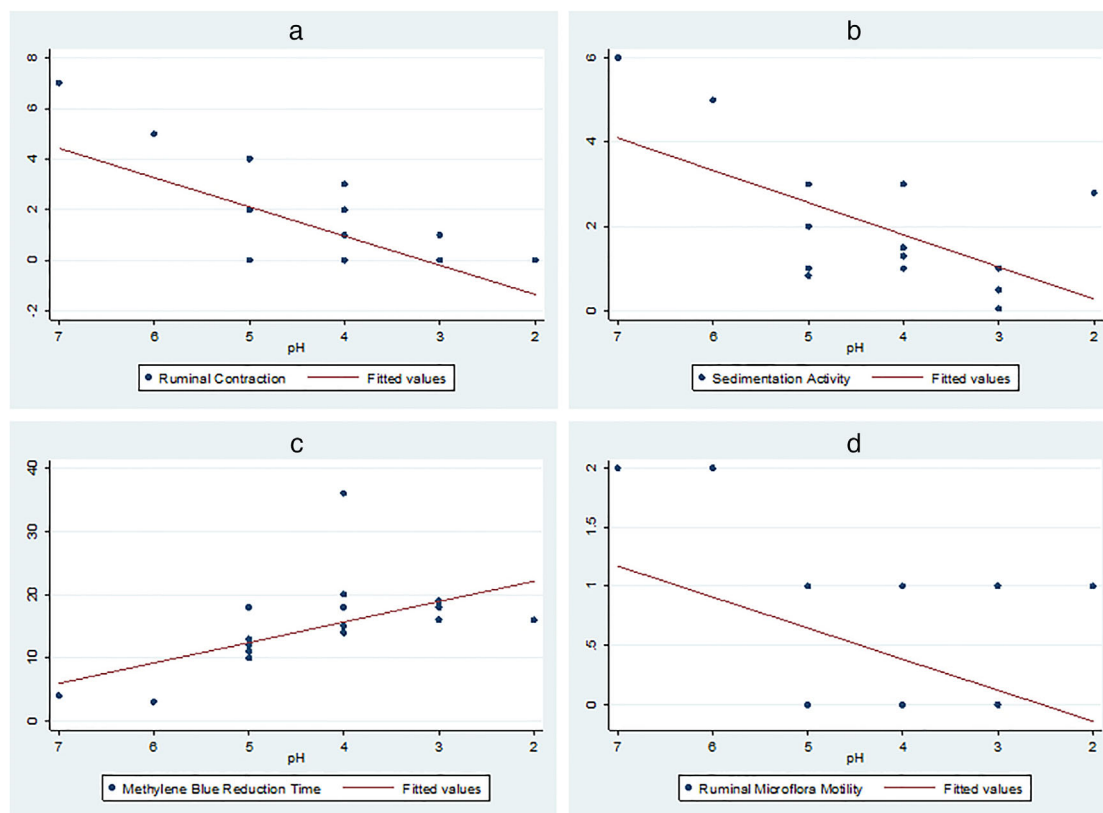 a
8
6
4
2
0
-2
7 6 5 4 3 2
pH
Ruminal Contraction Fitted values
b
6
4
2
0
7 6 5 4 3 2
pH
Sedimentation Activity Fitted values
c
40
30
20
10
0
7 6 5 4 3 2
pH
Methylene Blue Reduction Time Fitted values
d
2
1.5
1
.5
0
7 6 5 4 3 2
pH
Ruminal Microflora Motility Fitted values